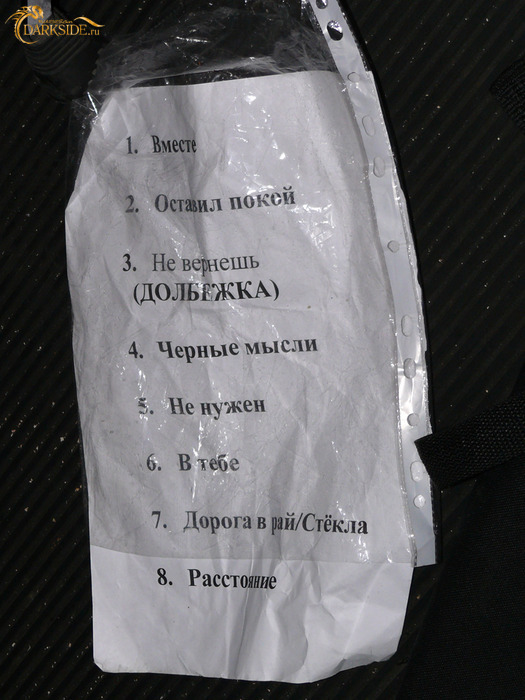 DARKSIDE.ru
1. Вместе
2. Оставил покой
3. Не вернешь
(ДОЛБЕЖКА)
4. Черные мысли
5. Не нужен
6. В тебе
7. Дорога в рай/Стёкла
8. Расстояние